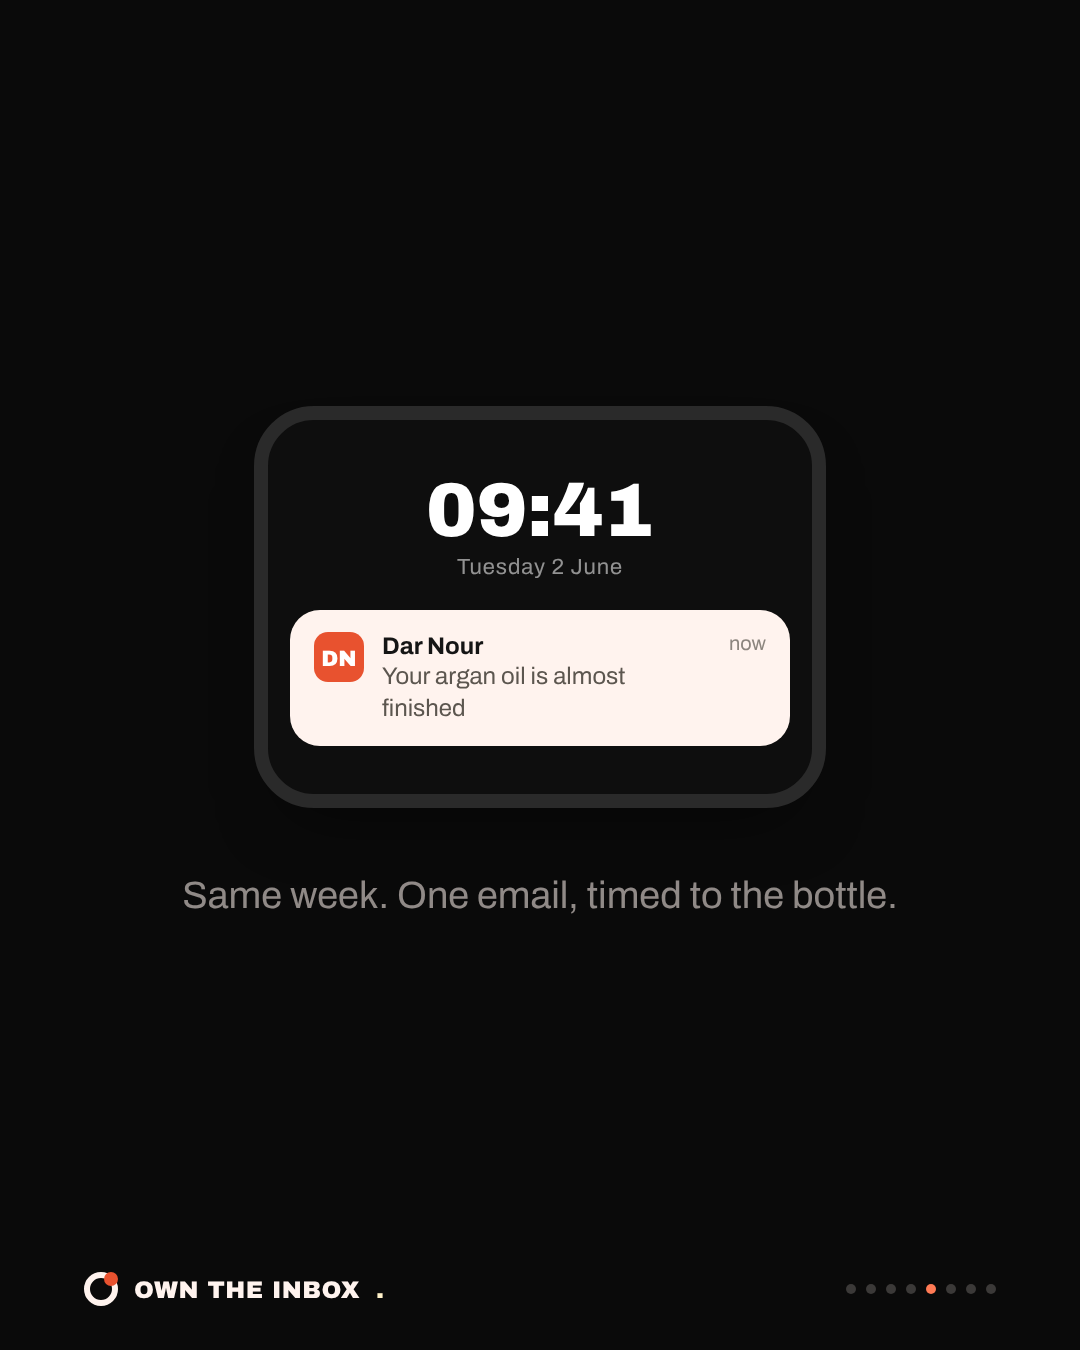 09:41
Tuesday 2 June
DN
Dar Nour
now
Your argan oil is almost
finished
Same week. One email, timed to the bottle.
OWN THE INBOX .